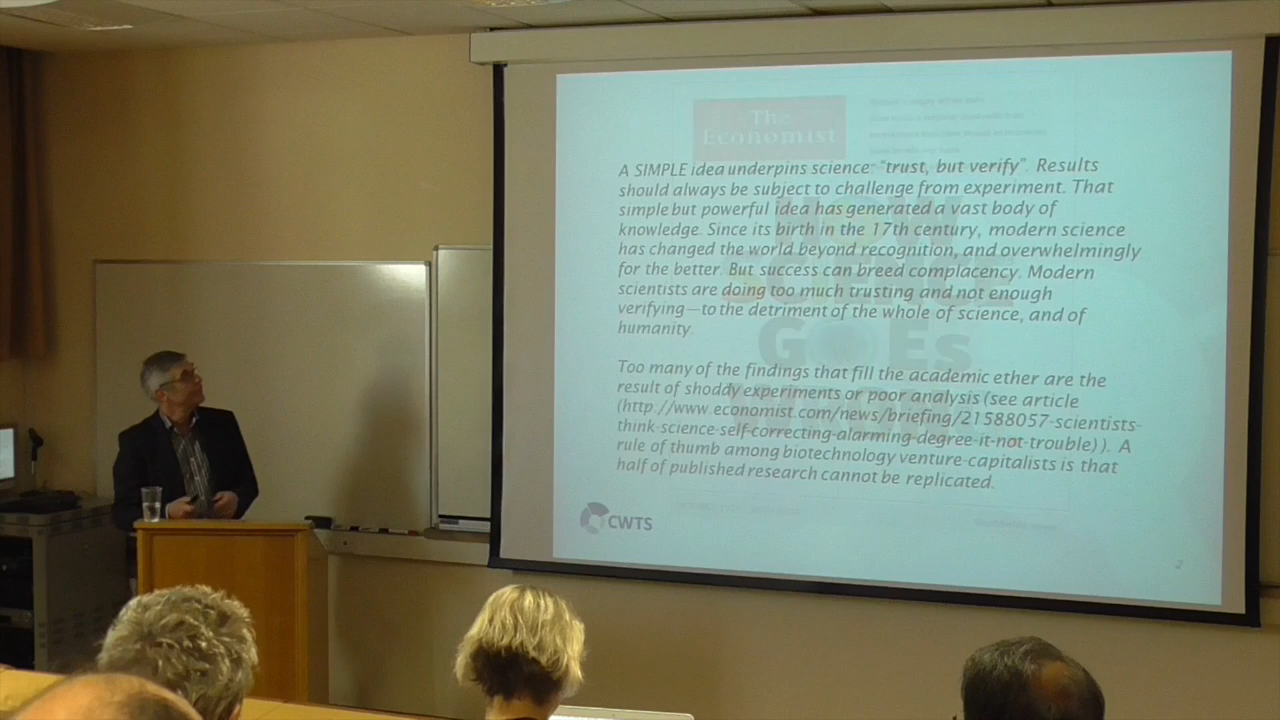 The
Economist
A SIMPLE idea underpins science: "trust, but verify". Results
should always be subject to challenge from experiment. That
simple but powerful idea has generated a vast body of
knowledge. Since its birth in the 17th century, modern science
has changed the world beyond recognition, and overwhelmingly
for the better. But success can breed complacency. Modern
scientists are doing too much trusting and not enough
verifying—to the detriment of the whole of science, and of
humanity.
HOW
SCIENCE
GOEs
WRONG
Too many of the findings that fill the academic ether are the
result of shoddy experiments or poor analysis (see article
(http://www.economist.com/news/briefing/21588057-scientists-
think-science-self-correcting-alarming-degree-it-not-trouble) ). A
rule of thumb among biotechnology venture-capitalists is that
half of published research cannot be replicated.
CWTS
2